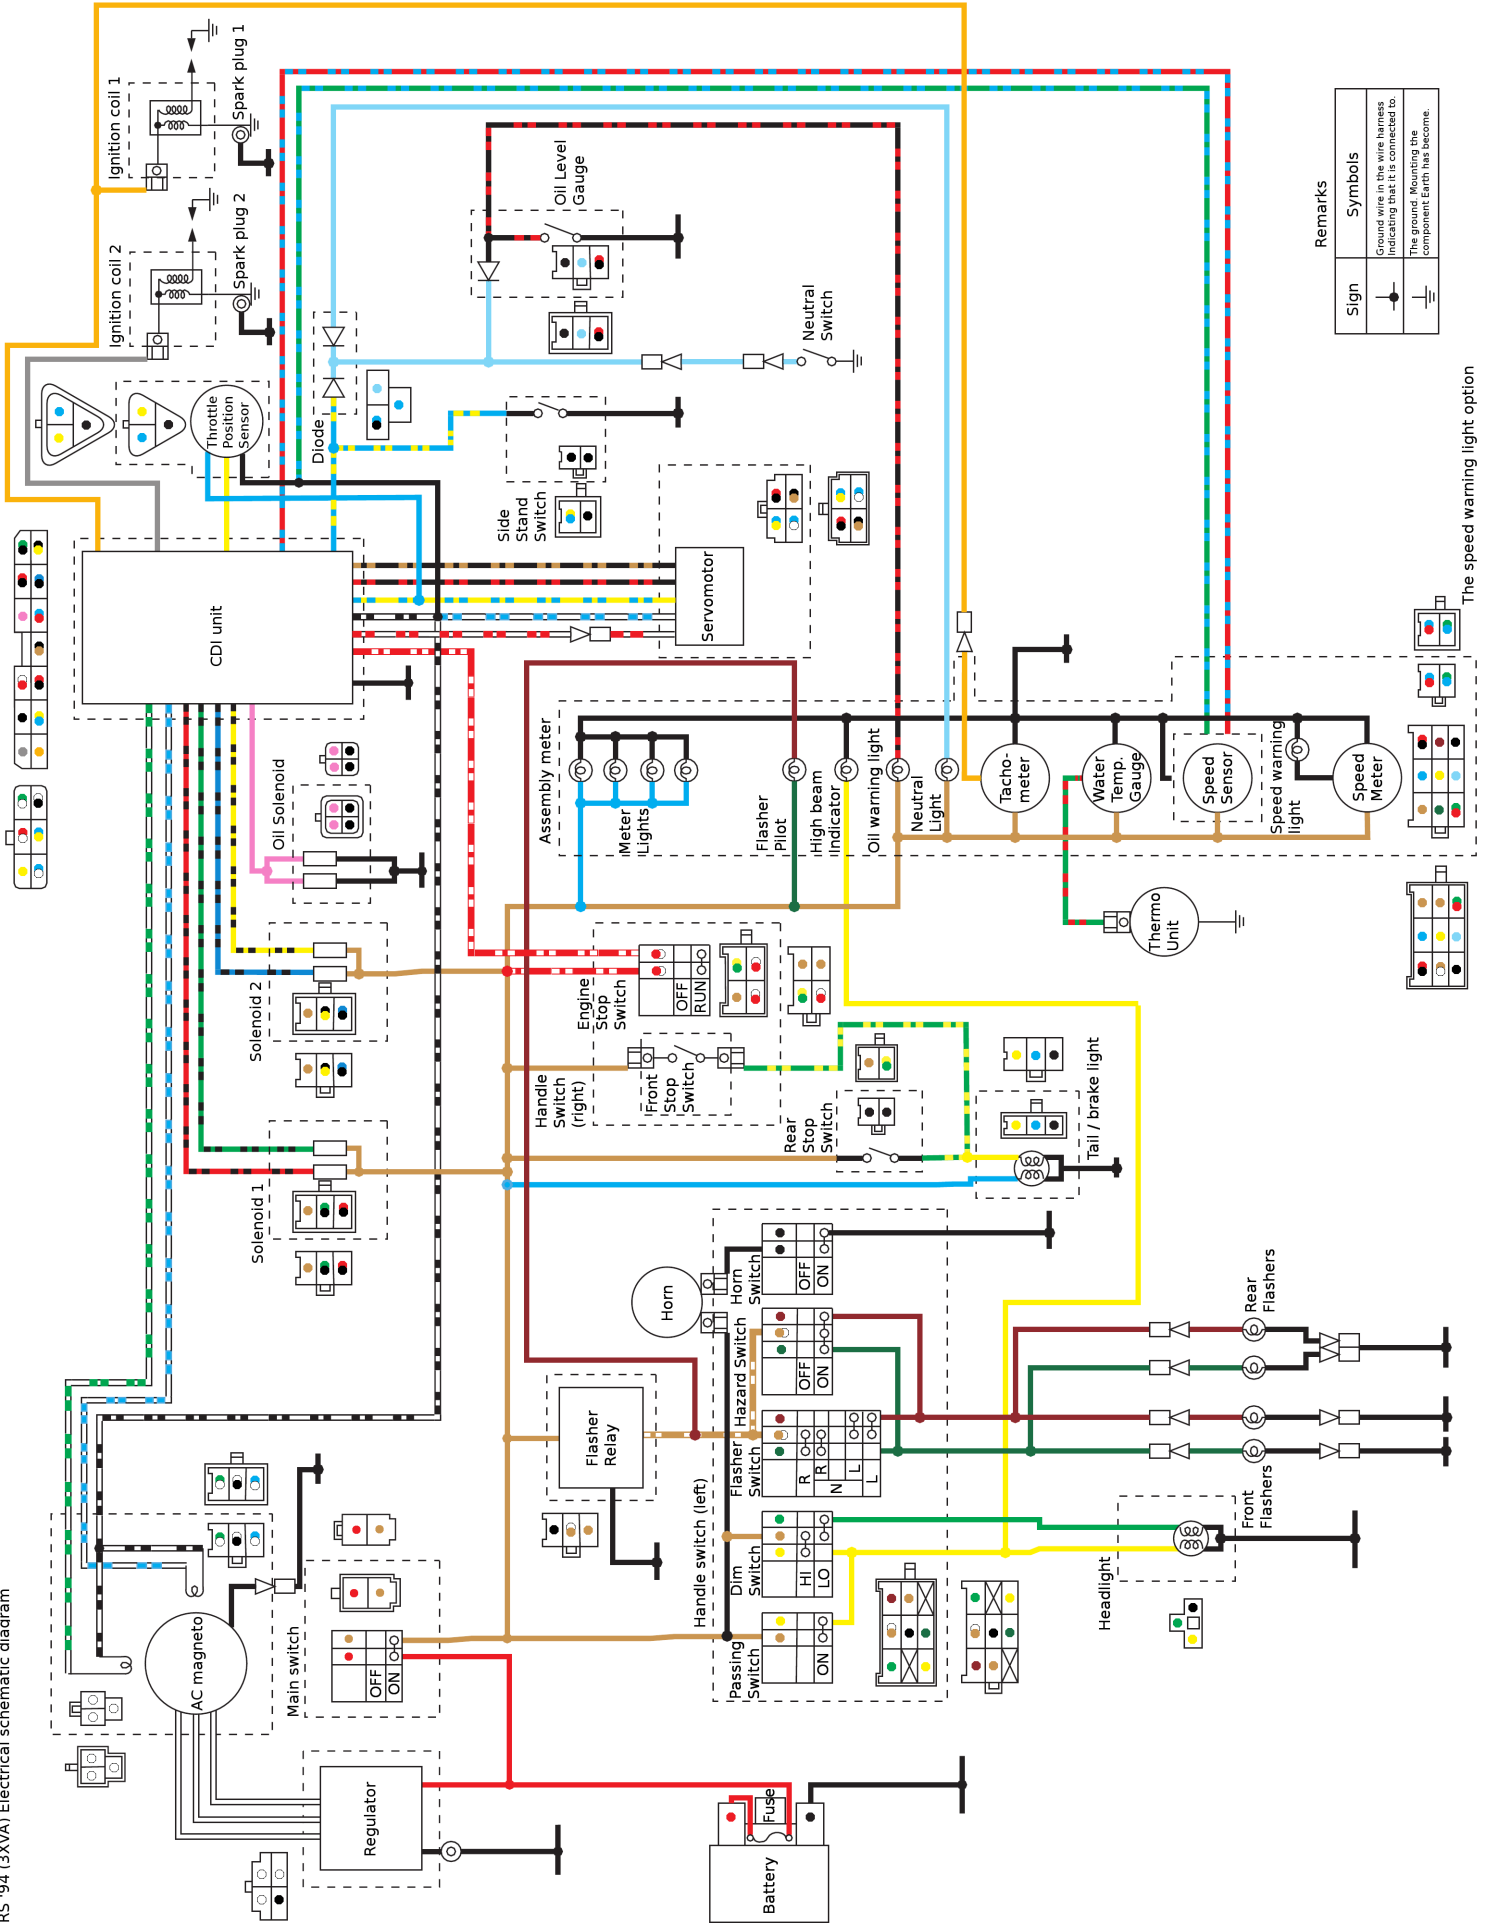 RS '94 (3XVA) Electrical schematic diagram
Regulator
Battery
Fuse
AC magneto
Main switch
OFF
ON
Passing
Switch
ON
Dim
Switch
HI
LO
Handle switch (left)
Flasher
Switch
R
R
N
L
L
Hazard Switch
OFF
ON
Horn
Switch
OFF
ON
Horn
Flasher
Relay
Headlight
Front
Flashers
Rear
Flashers
Solenoid 1
Solenoid 2
Oil Solenoid
Handle
Switch
(right)
Front
Stop
Switch
Engine
Stop
Switch
OFF
RUN
Rear
Stop
Switch
Tail / brake light
Assembly meter
Meter
Lights
Flasher
Pilot
High beam
Indicator
Oil warning light
Neutral
Light
Tacho-
meter
Water
Temp.
Gauge
Speed
Sensor
Speed warning
light
Speed
Meter
Thermo
Unit
The speed warning light option
CDI unit
Servomotor
Side
Stand
Switch
Diode
Throttle
Position
Sensor
Neutral
Switch
Oil Level
Gauge
Ignition coil 2
Spark plug 2
Ignition coil 1
Spark plug 1
Remarks
Sign
Symbols
Ground wire in the wire harness
Indicating that it is connected to.
The ground. Mounting the
component Earth has become.